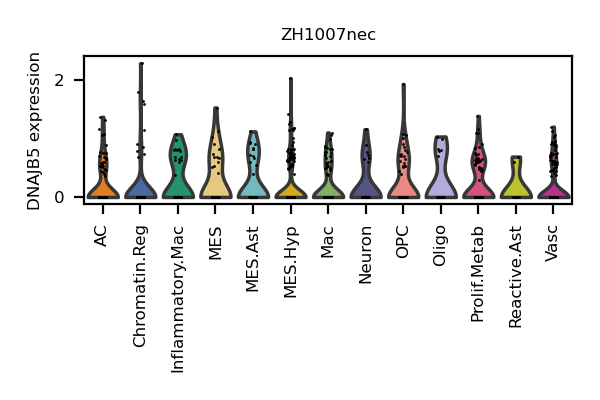 ZH1007nec
DNAJB5 expression
2
0
AC
Chromatin.Reg
Inflammatory.Mac
MES
MES.Ast
MES.Hyp
Mac
Neuron
OPC
Oligo
Prolif.Metab
Reactive.Ast
Vasc